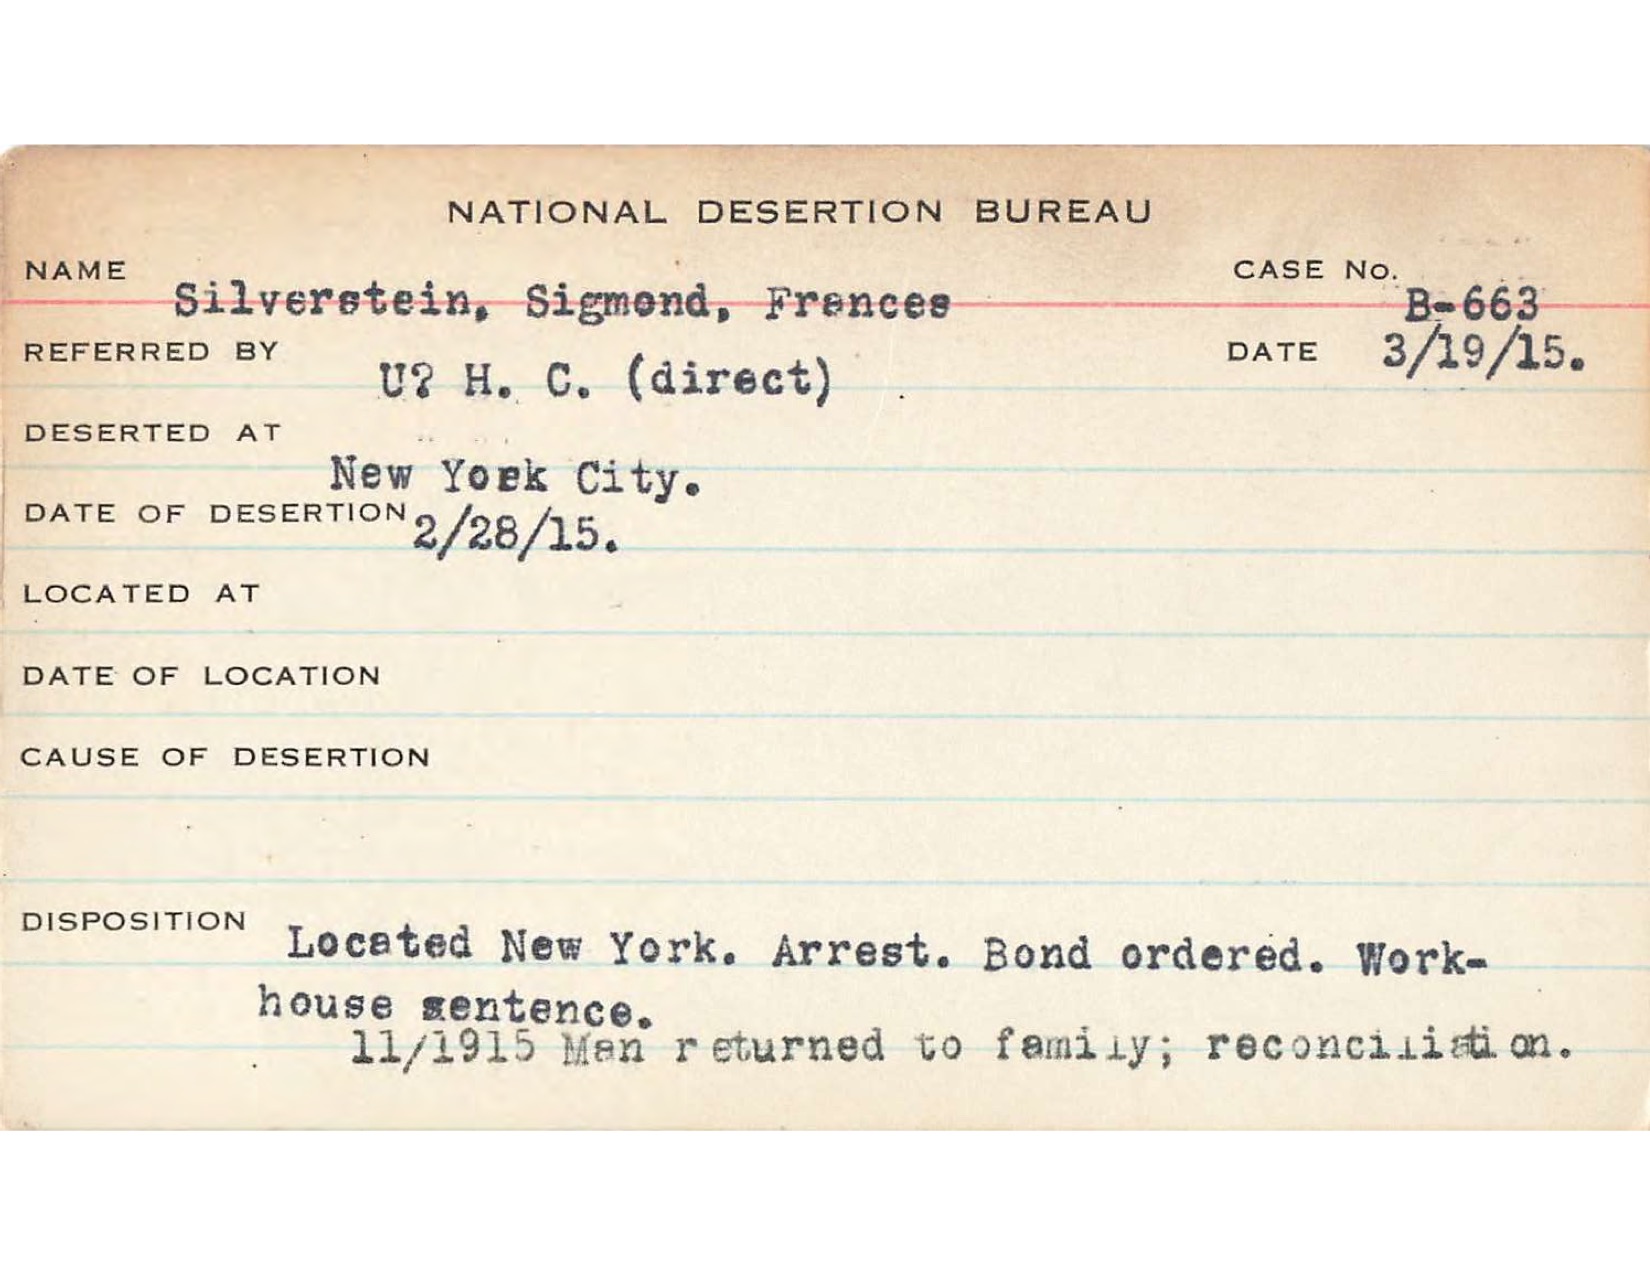 NATIONAL DESERTION BUREAU
NAME Silverstein, Sigmond, Frances CASE No. B-663
REFERRED BY U? H. C. (direct) DATE 3/19/15.
DESERTED AT New York City.
DATE OF DESERTION 2/28/15.
LOCATED AT
DATE OF LOCATION
CAUSE OF DESERTION
DISPOSITION Located New York. Arrest. Bond ordered. Work-
house sentence.
11/1915 Man returned to family; reconciliation.